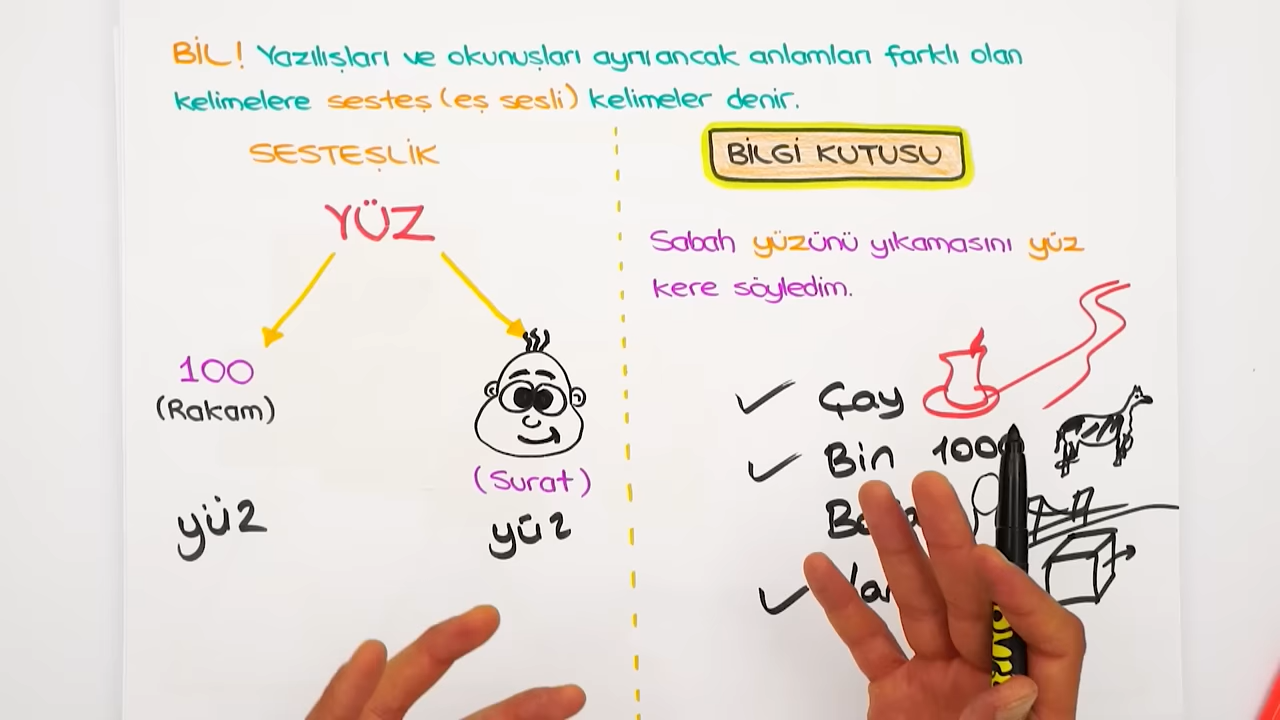 BİL! Yazılışları ve okunuşları aynı ancak anlamları farklı olan
kelimelere sesteş (eş sesli) kelimeler denir.
SESTEŞLİK
YÜZ
100
(Rakam)
yüz
(Surat)
yüz
BİLGİ KUTUSU
Sabah yüzünü yıkamasını yüz
kere söyledim.
Çay
Bin 1000